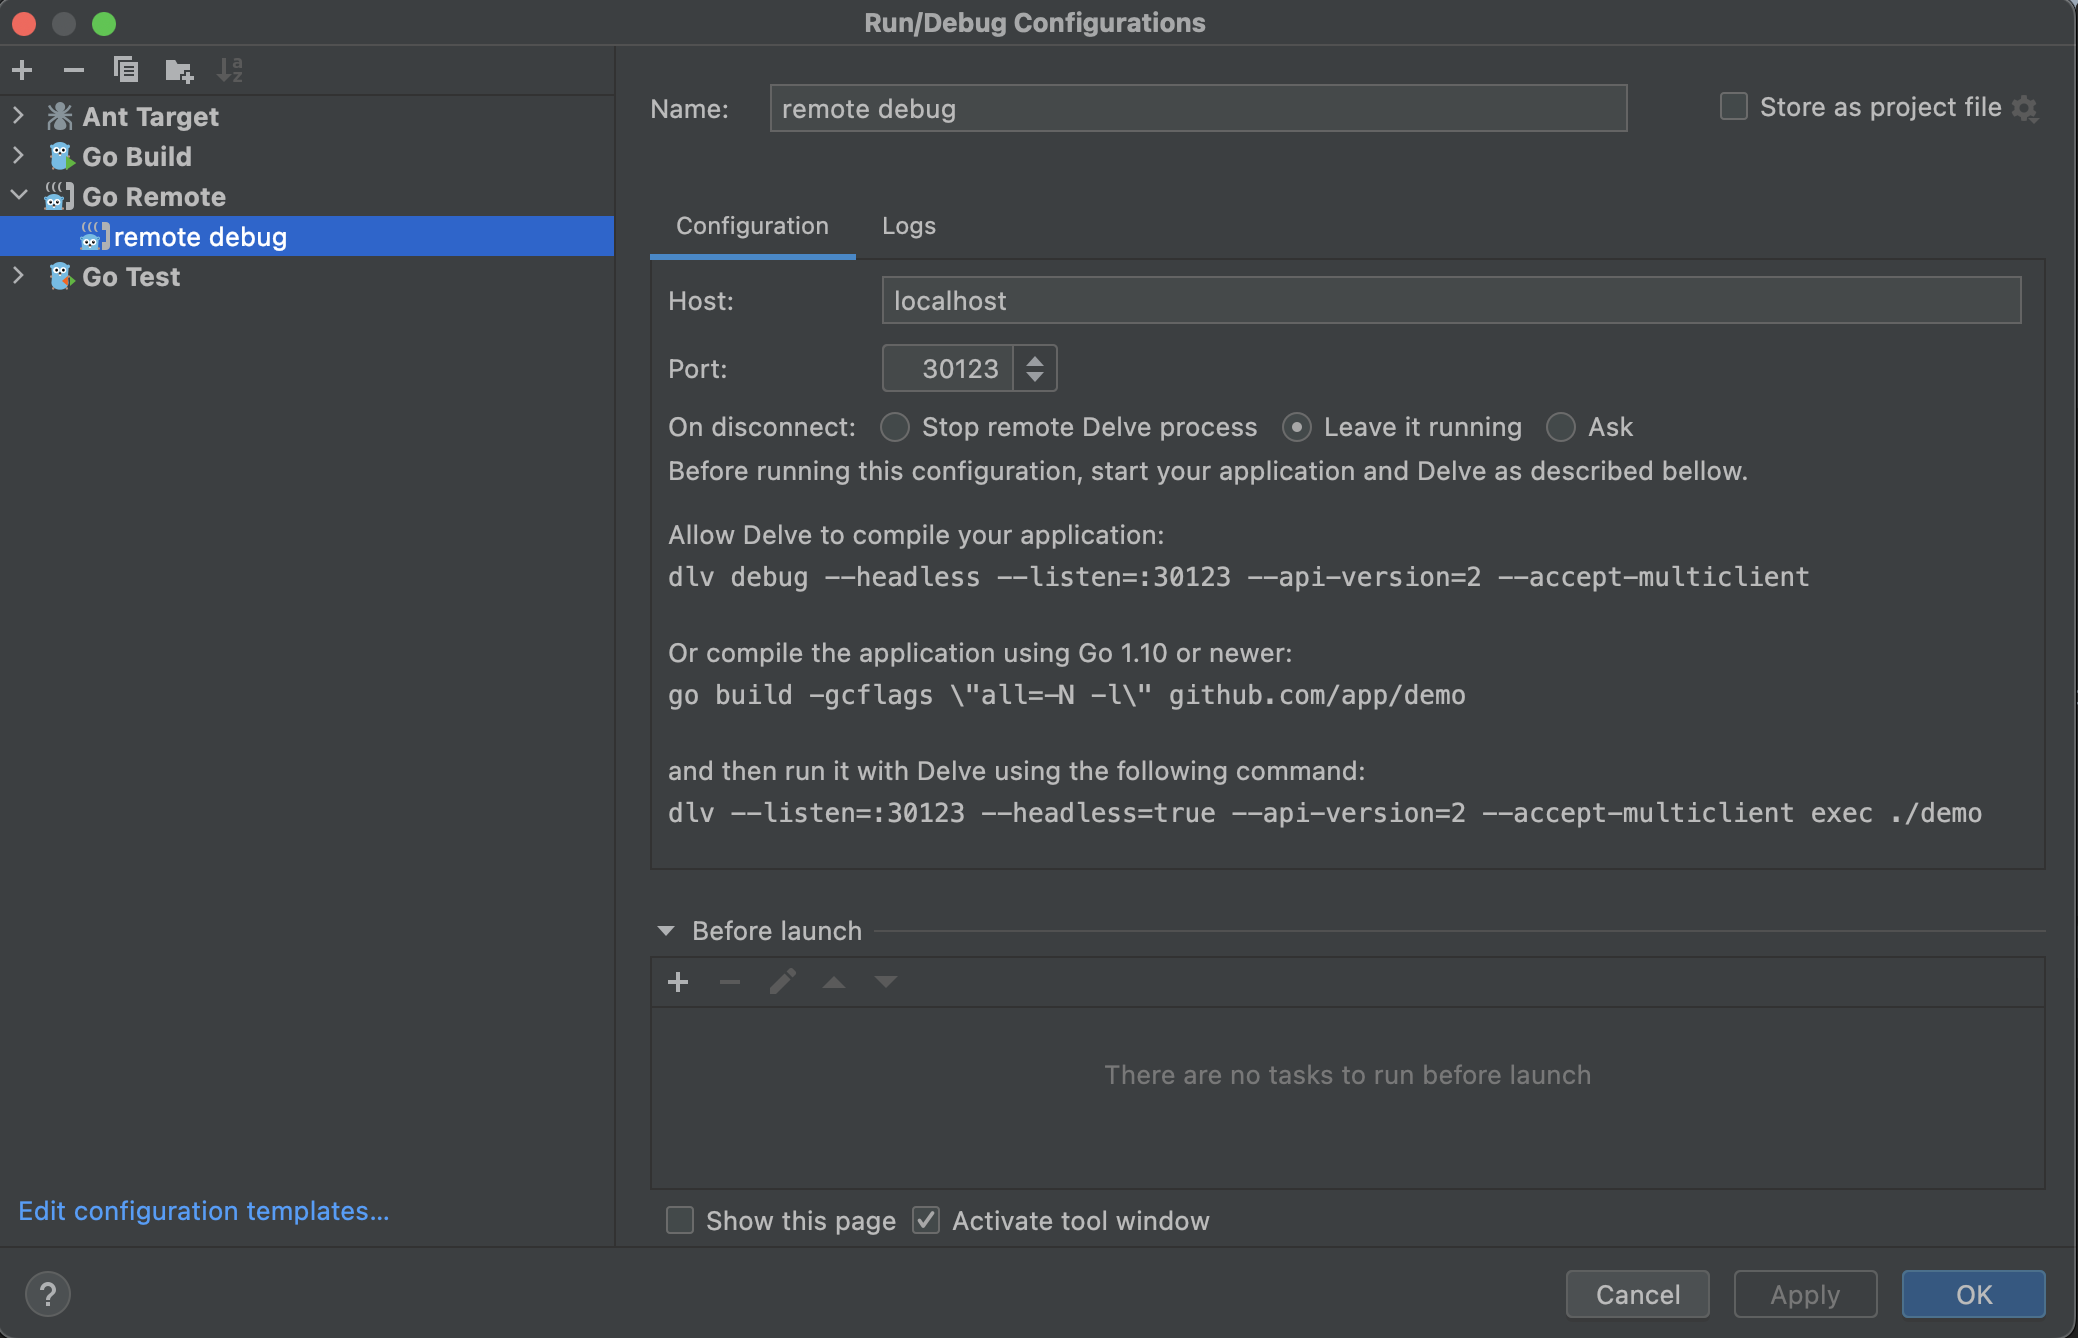 Run/Debug Configurations
Ant Target
Go Build
Go Remote
remote debug
Go Test
Edit configuration templates...
Name: remote debug
Store as project file
Configuration Logs
Host: localhost
Port: 30123
On disconnect: Stop remote Delve process Leave it running Ask
Before running this configuration, start your application and Delve as described bellow.
Allow Delve to compile your application:
dlv debug --headless --listen=:30123 --api-version=2 --accept-multiclient
Or compile the application using Go 1.10 or newer:
go build -gcflags \"all=-N -l\" github.com/app/demo
and then run it with Delve using the following command:
dlv --listen=:30123 --headless=true --api-version=2 --accept-multiclient exec ./demo
Before launch
There are no tasks to run before launch
Show this page Activate tool window
? Cancel Apply OK